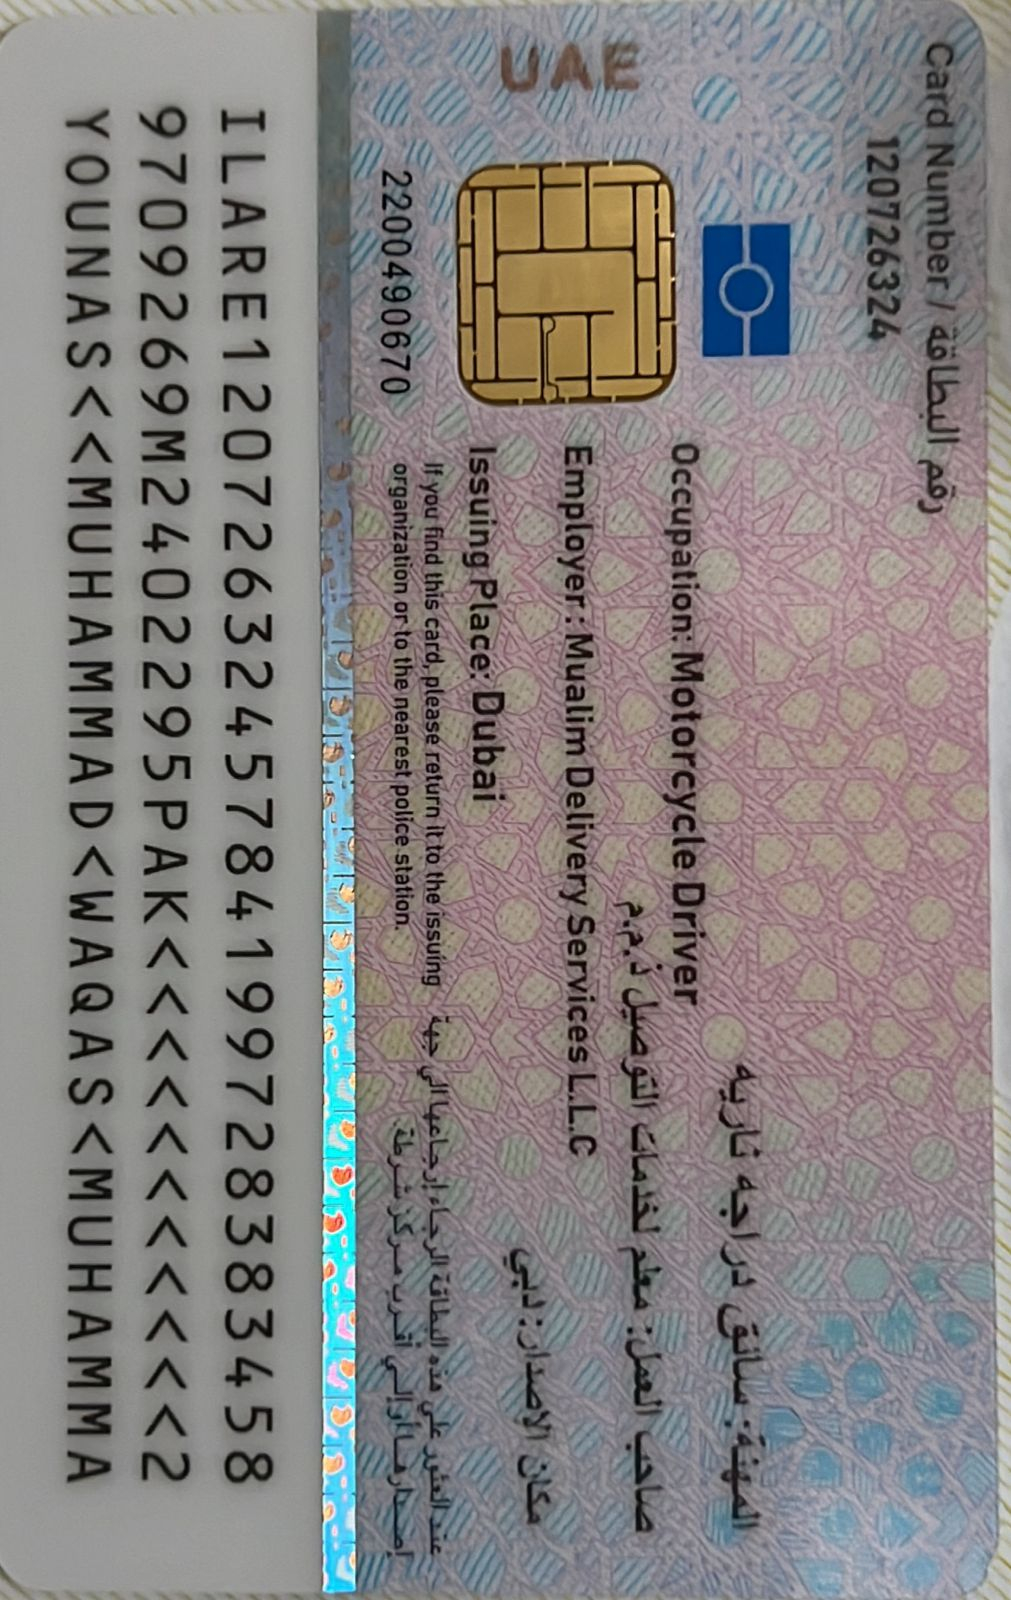 Card Number / رقم البطاقة
120726324
UAE
Occupation: Motorcycle Driver
المهنة: سائق دراجه ناريه
Employer: Mualim Delivery Services L.L.C
صاحب العمل: معلم لخدمات التوصيل ذ.م.م
Issuing Place: Dubai
مكان الاصدار: دبي
2200490670
If you find this card, please return it to the issuing
organization or to the nearest police station.
عند العثور على هذه البطاقة الرجاء إرجاعها الى جهة
إصدارها أو إلى أقرب مركز شرطة.
ILARE1207263245784199728383458
9709269M2402295PAK<<<<<<<<<<<2
YOUNAS<<MUHAMMAD<WAQAS<MUHAMMA